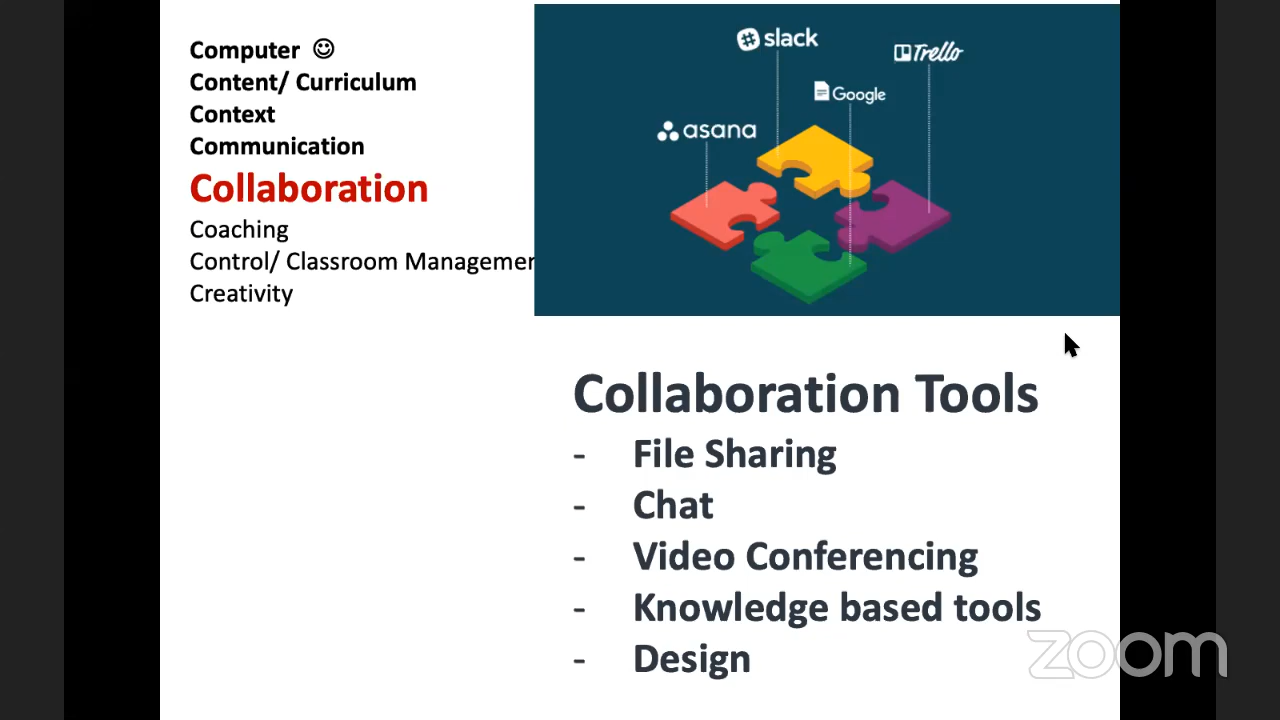 Computer ☺
Content/ Curriculum
Context
Communication
Collaboration
Coaching
Control/ Classroom Managemen
Creativity
slack
Trello
Google
asana
Collaboration Tools
- File Sharing
- Chat
- Video Conferencing
- Knowledge based tools
- Design
zoom